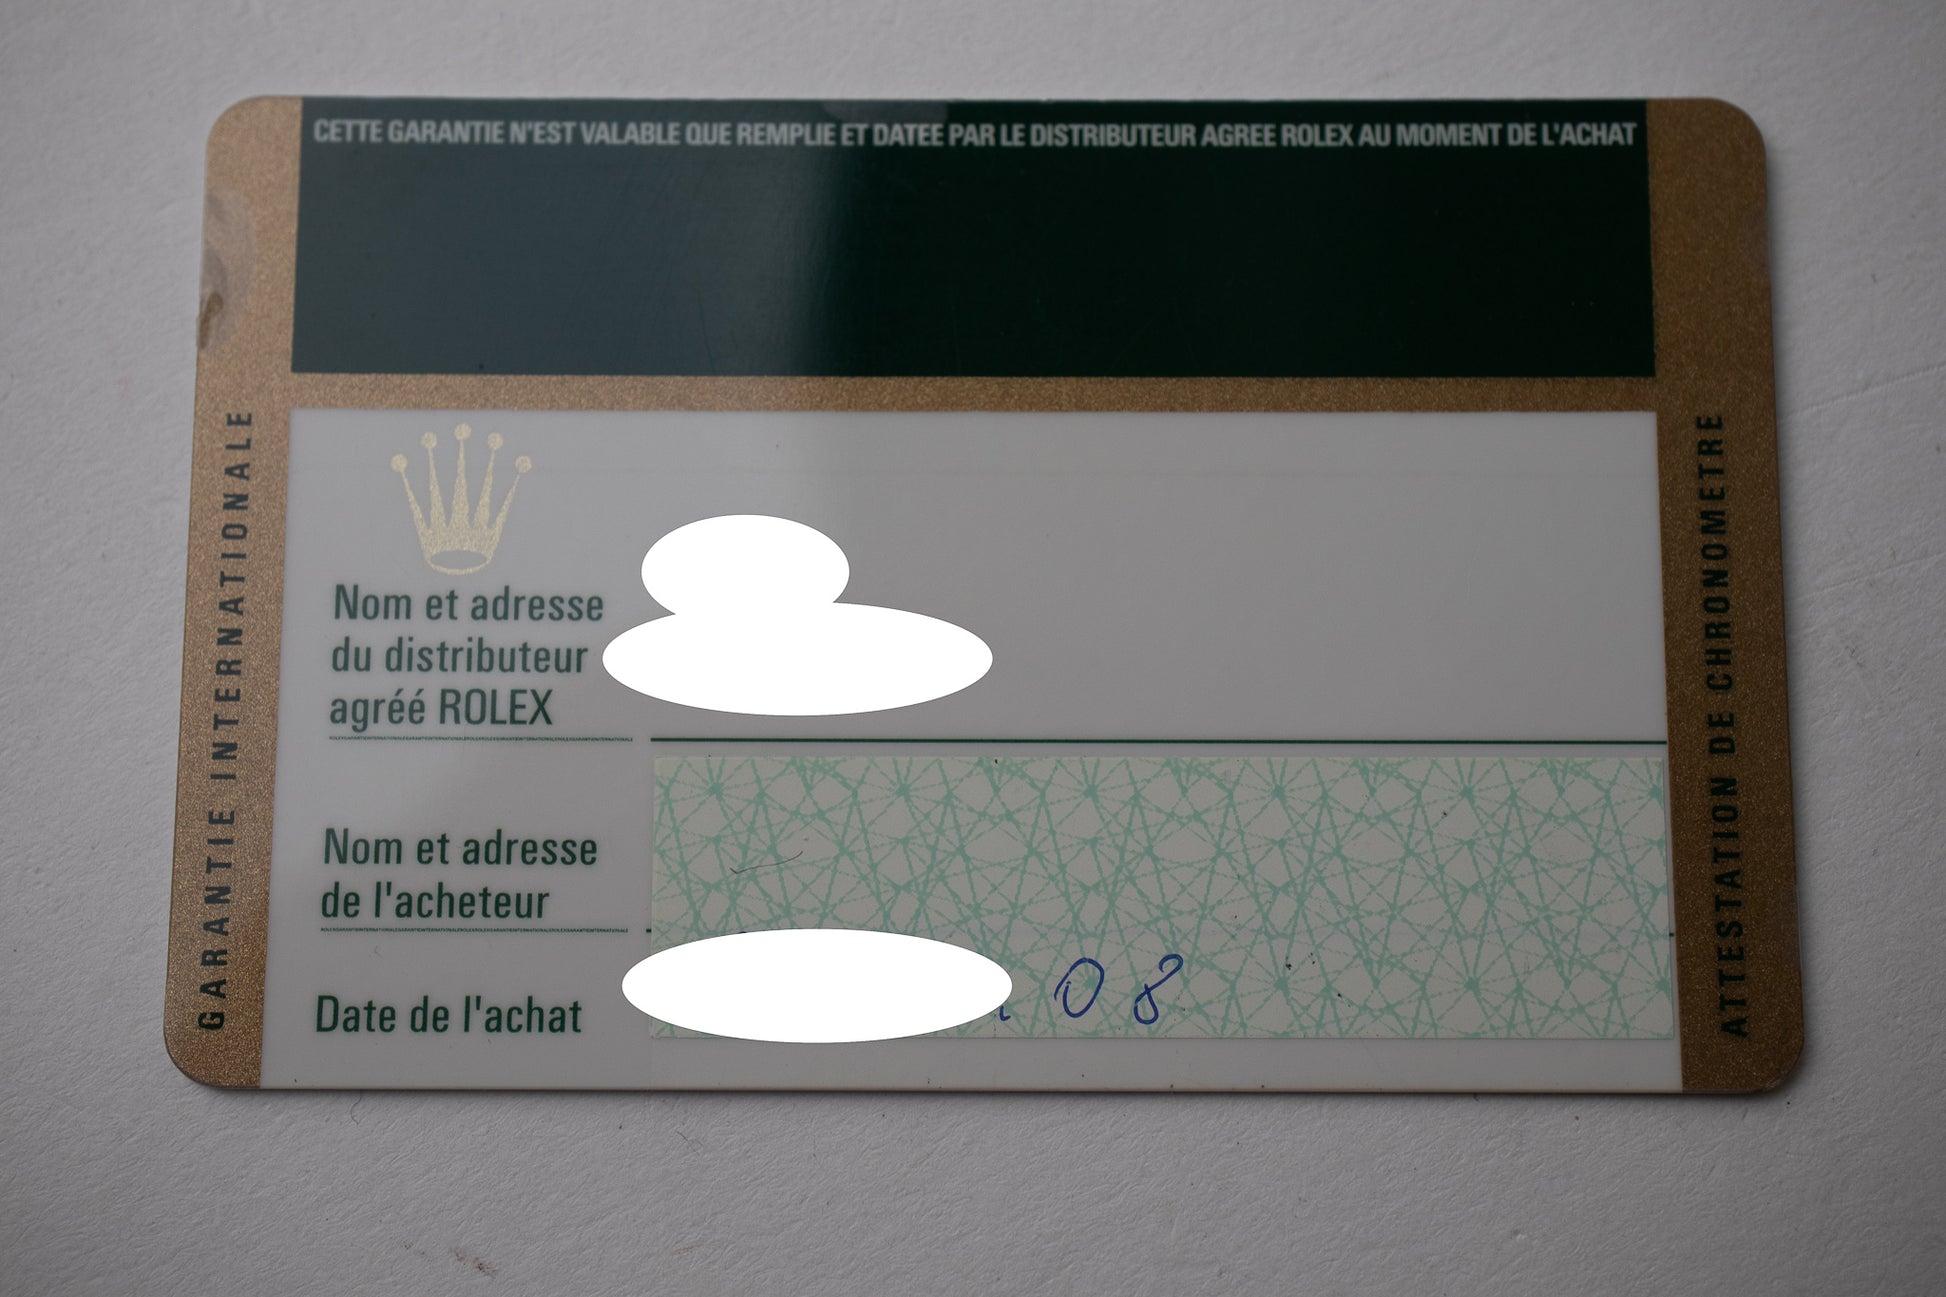 CETTE GARANTIE N'EST VALABLE QUE REMPLIE ET DATEE PAR LE DISTRIBUTEUR AGREE ROLEX AU MOMENT DE L'ACHAT
GARANTIE INTERNATIONALE
Nom et adresse
du distributeur
agréé ROLEX
Nom et adresse
de l'acheteur
Date de l'achat 08
ATTESTATION DE CHRONOMETRE